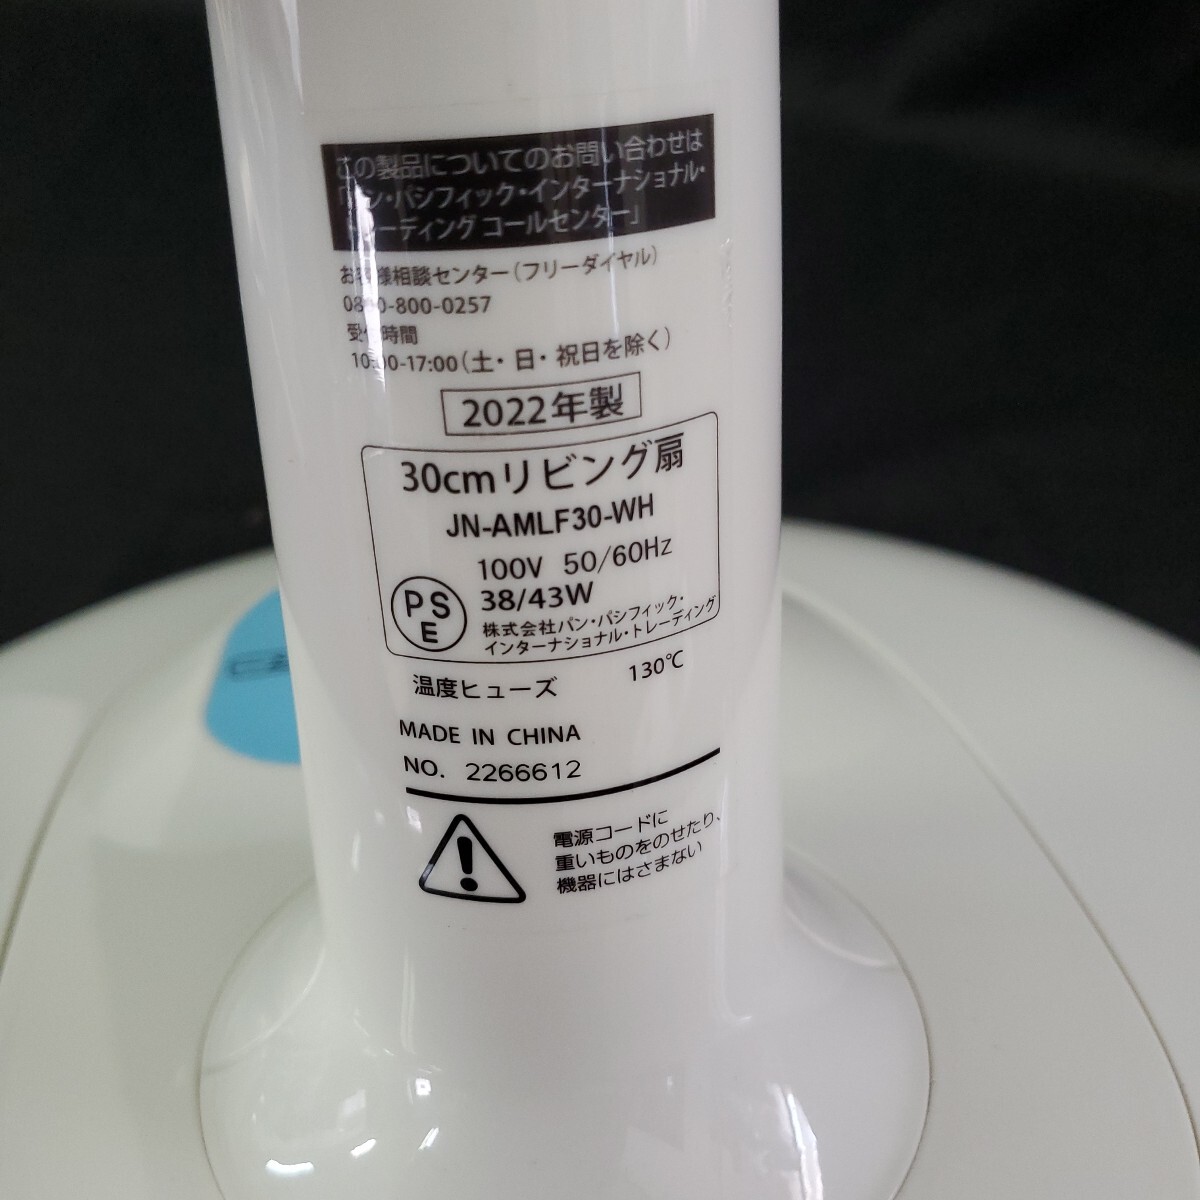 この製品についてのお問い合わせは
「パン・パシフィック・インターナショナル・
トレーディング コールセンター」
お客様相談センター(フリーダイヤル)
0800-800-0257
受付時間
10:00-17:00(土・日・祝日を除く)
2022年製
30cmリビング扇
JN-AMLF30-WH
100V 50/60Hz
38/43W
PSE
株式会社パン・パシフィック・
インターナショナル・トレーディング
温度ヒューズ 130℃
MADE IN CHINA
NO. 2266612
電源コードに
重いものをのせたり、
機器にはさまない